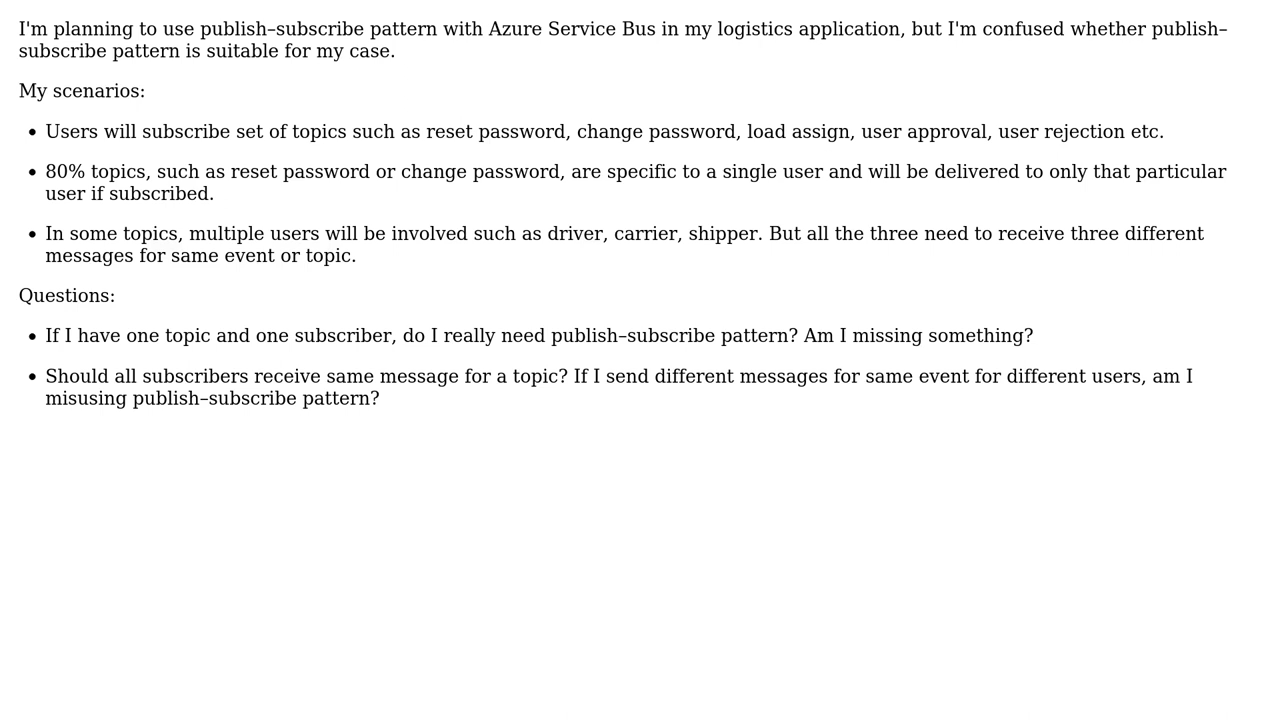 I'm planning to use publish–subscribe pattern with Azure Service Bus in my logistics application, but I'm confused whether publish–
subscribe pattern is suitable for my case.
My scenarios:
• Users will subscribe set of topics such as reset password, change password, load assign, user approval, user rejection etc.
• 80% topics, such as reset password or change password, are specific to a single user and will be delivered to only that particular
user if subscribed.
• In some topics, multiple users will be involved such as driver, carrier, shipper. But all the three need to receive three different
messages for same event or topic.
Questions:
• If I have one topic and one subscriber, do I really need publish–subscribe pattern? Am I missing something?
• Should all subscribers receive same message for a topic? If I send different messages for same event for different users, am I
misusing publish–subscribe pattern?